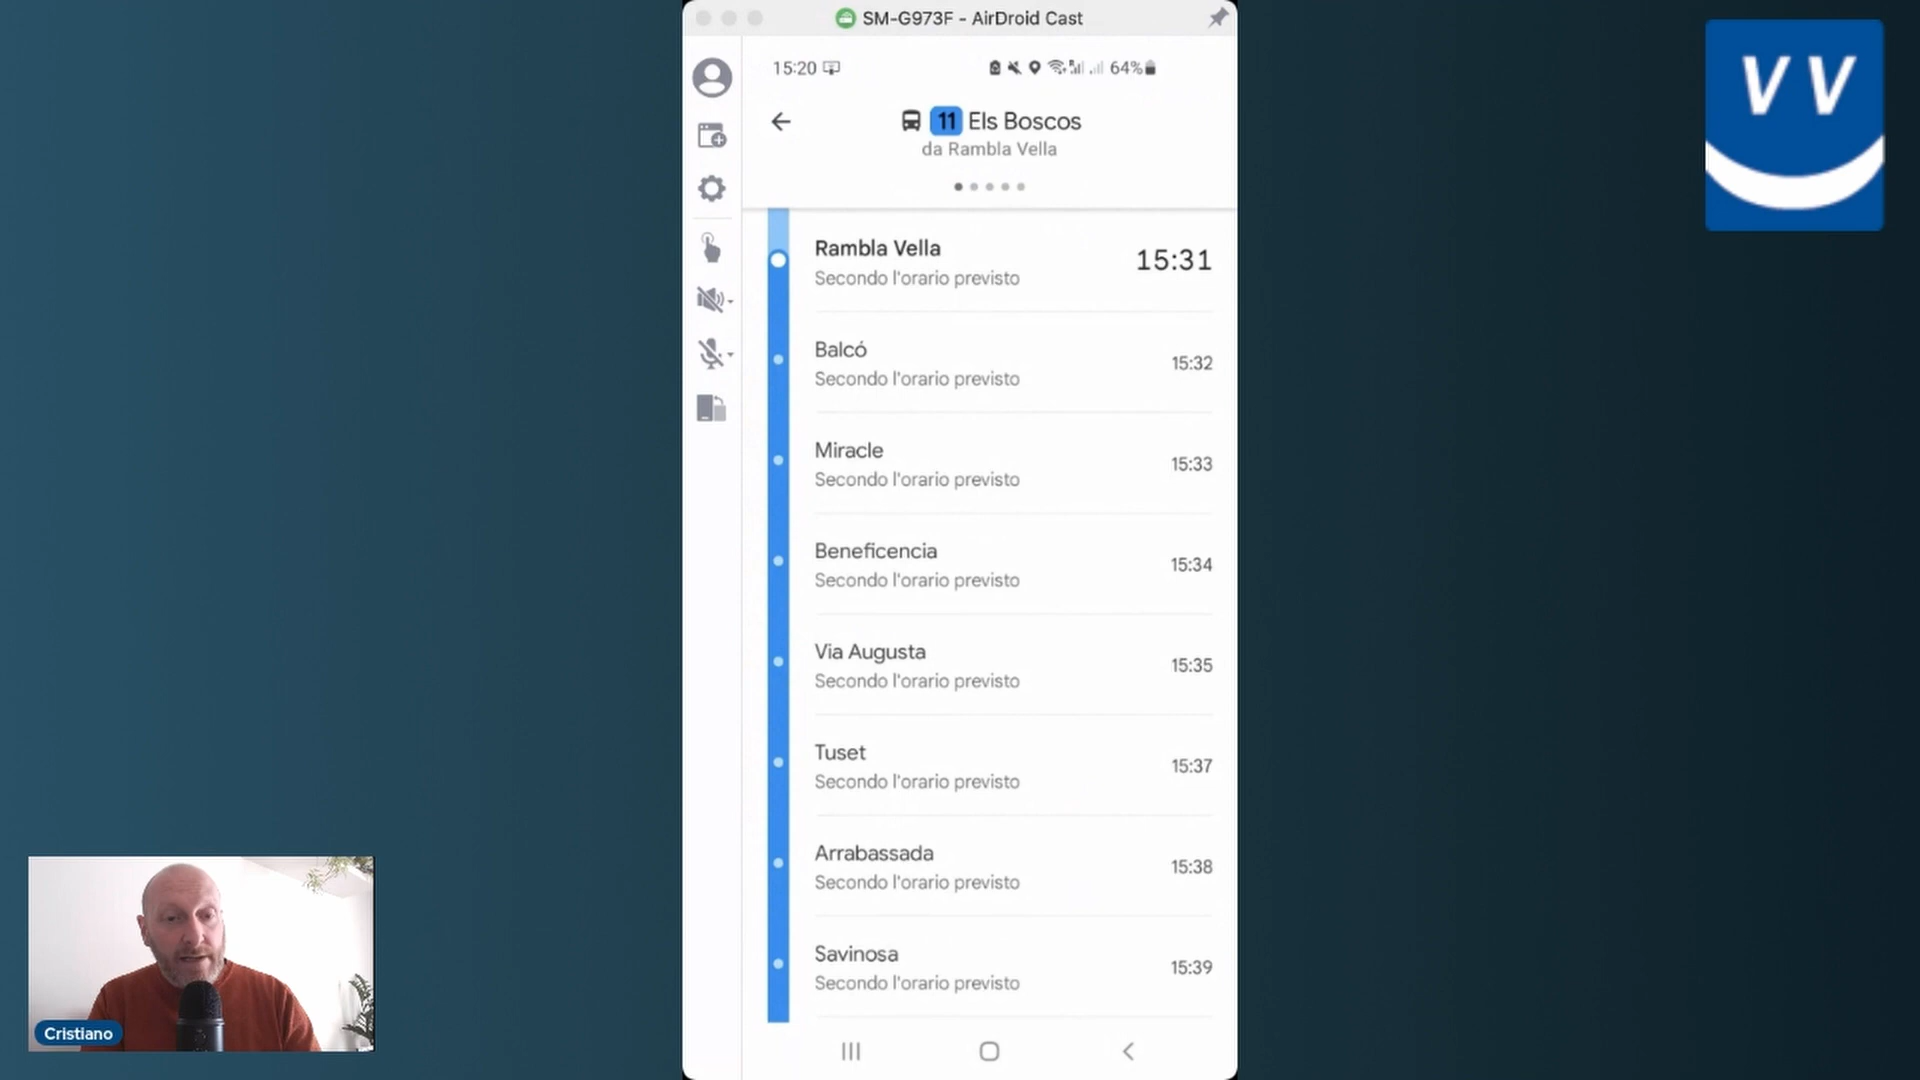 SM-G973F - AirDroid Cast
15:20
64%
11 Els Boscos
da Rambla Vella
Rambla Vella
15:31
Secondo l'orario previsto
Balcó
15:32
Secondo l'orario previsto
Miracle
15:33
Secondo l'orario previsto
Beneficencia
15:34
Secondo l'orario previsto
Via Augusta
15:35
Secondo l'orario previsto
Tuset
15:37
Secondo l'orario previsto
Arrabassada
15:38
Secondo l'orario previsto
Savinosa
15:39
Secondo l'orario previsto
VV
Cristiano